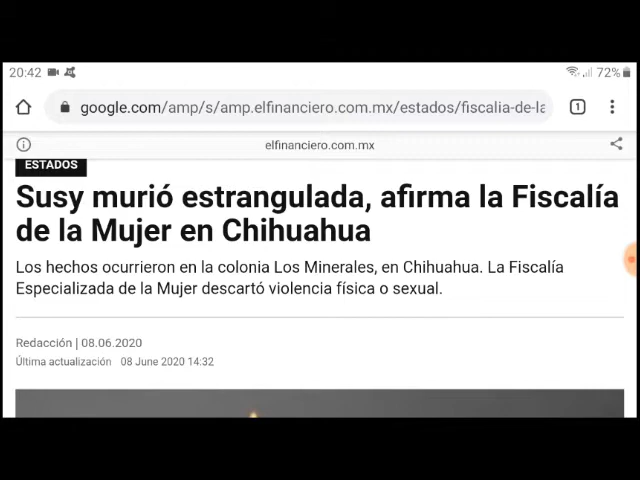 20:42 72%
google.com/amp/s/amp.elfinanciero.com.mx/estados/fiscalia-de-la 1
elfinanciero.com.mx
ESTADOS
Susy murió estrangulada, afirma la Fiscalía
de la Mujer en Chihuahua
Los hechos ocurrieron en la colonia Los Minerales, en Chihuahua. La Fiscalía
Especializada de la Mujer descartó violencia física o sexual.
Redacción | 08.06.2020
Última actualización 08 June 2020 14:32